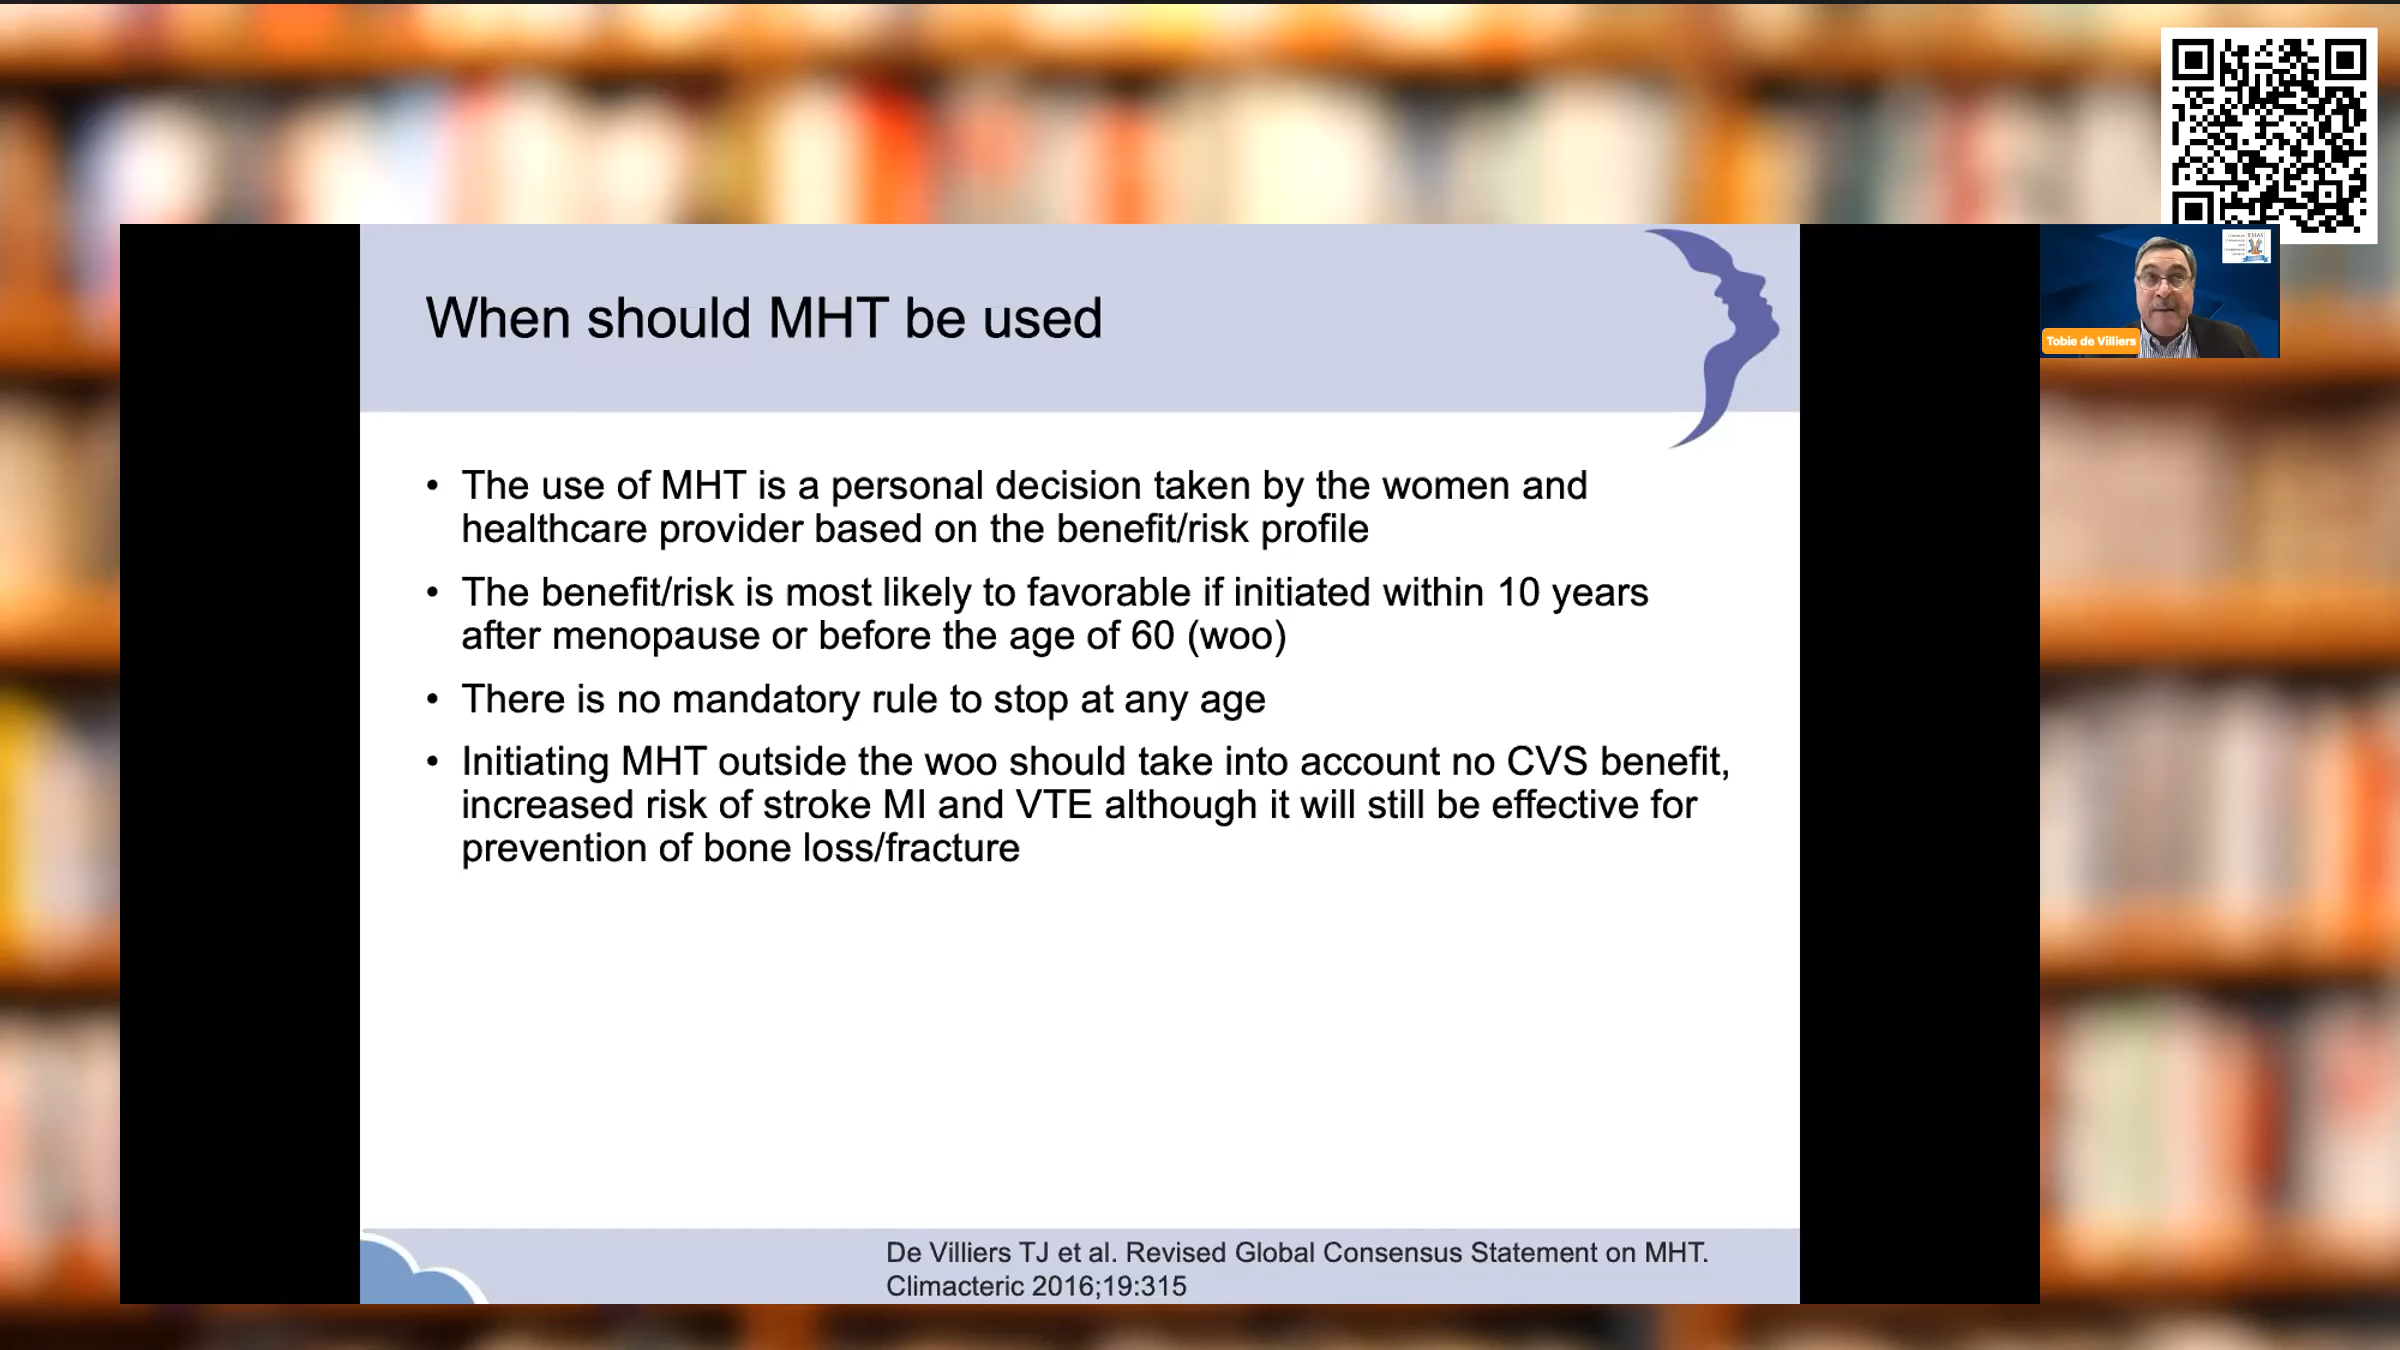 When should MHT be used
• The use of MHT is a personal decision taken by the women and
healthcare provider based on the benefit/risk profile
• The benefit/risk is most likely to favorable if initiated within 10 years
after menopause or before the age of 60 (woo)
• There is no mandatory rule to stop at any age
• Initiating MHT outside the woo should take into account no CVS benefit,
increased risk of stroke MI and VTE although it will still be effective for
prevention of bone loss/fracture
De Villiers TJ et al. Revised Global Consensus Statement on MHT.
Climacteric 2016;19:315
EMAS
Tobie de Villiers